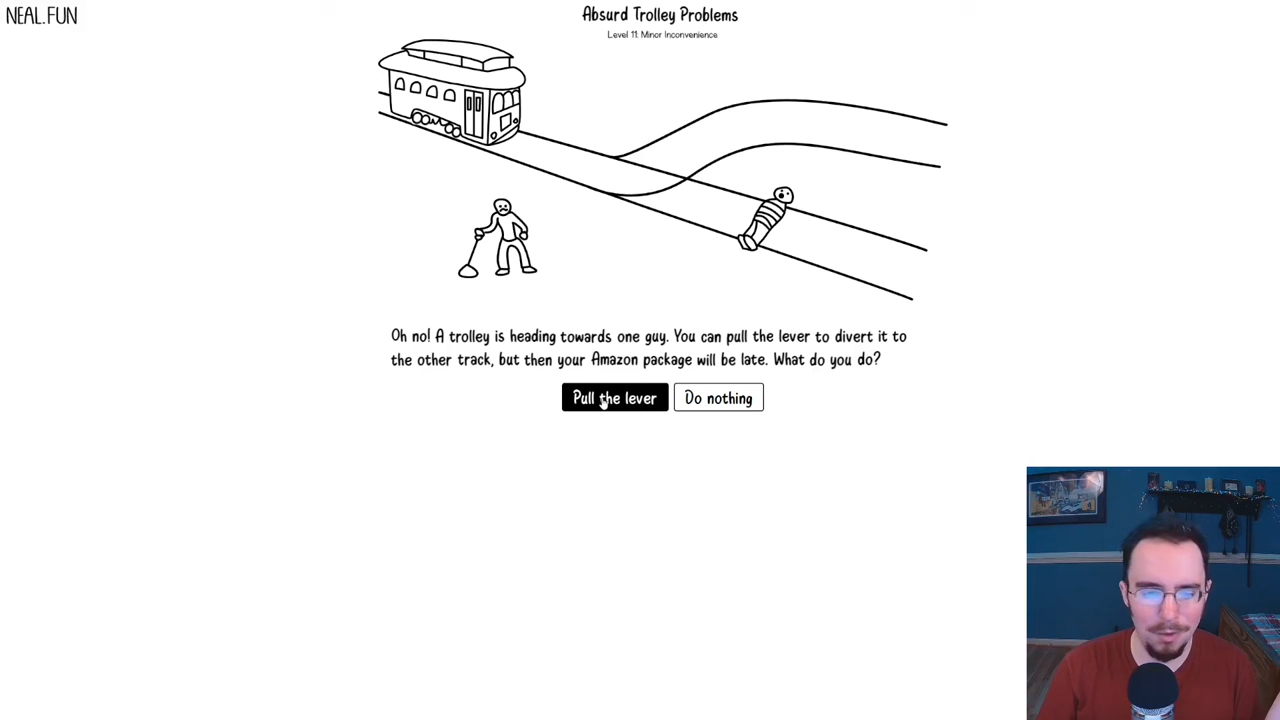 NEAL.FUN
Absurd Trolley Problems
Level 11: Minor Inconvenience
Oh no! A trolley is heading towards one guy. You can pull the lever to divert it to
the other track, but then your Amazon package will be late. What do you do?
Pull the lever
Do nothing